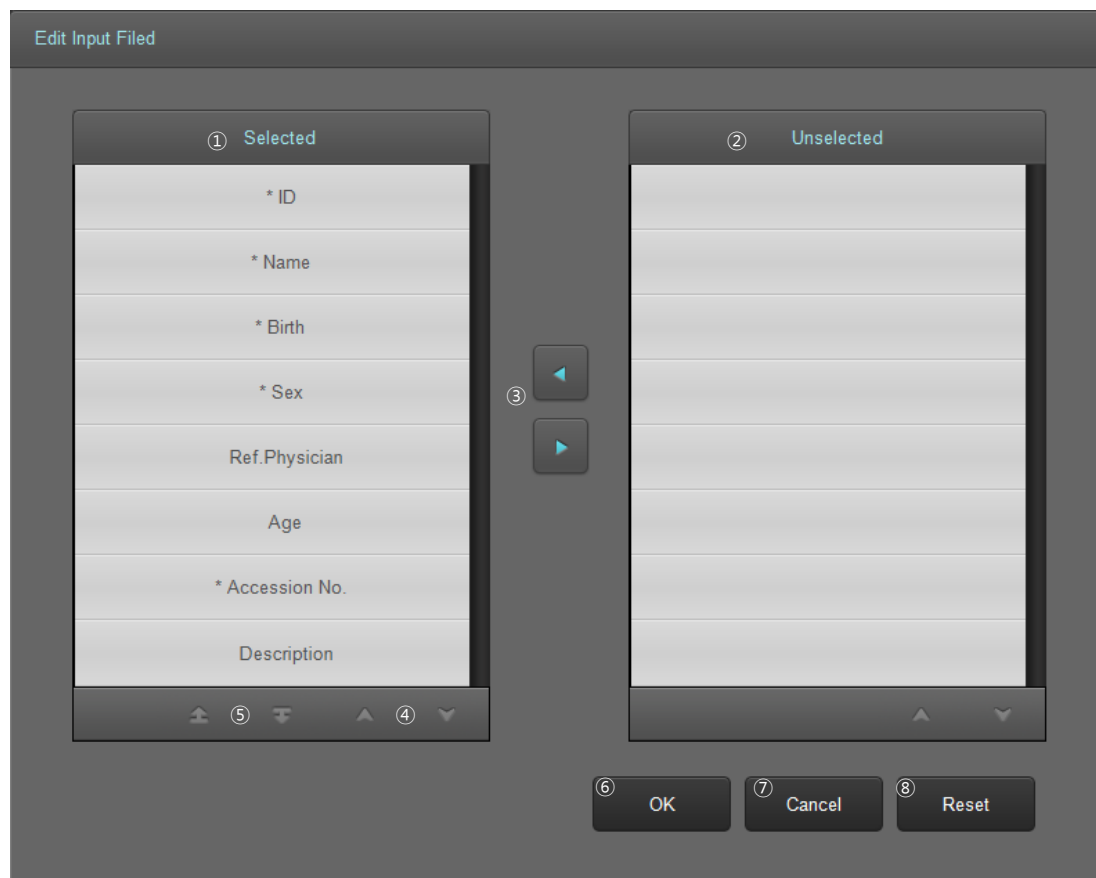 Edit Input Filed
① Selected
② Unselected
* ID
* Name
* Birth
* Sex
③
Ref.Physician
Age
* Accession No.
Description
⑤ ④
⑥ OK ⑦ Cancel ⑧ Reset